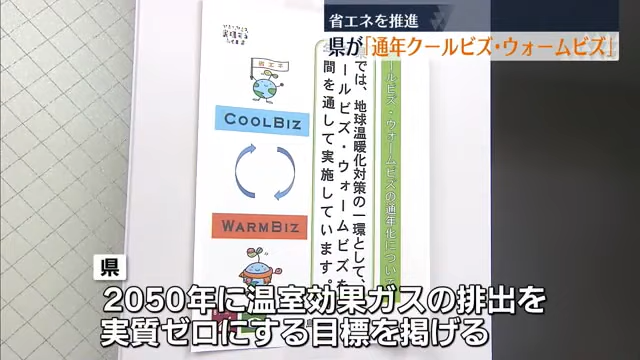 省エネを推進
県が「通年クールビズ・ウォームビズ」
省エネ
COOLBIZ
WARMBIZ
ールビズ・ウォームビズの通年化につい
では、地球温暖化対策の一環として、
ールビズ・ウォームビズを
間を通して実施しています。
県
2050年に温室効果ガスの排出を
実質ゼロにする目標を掲げる